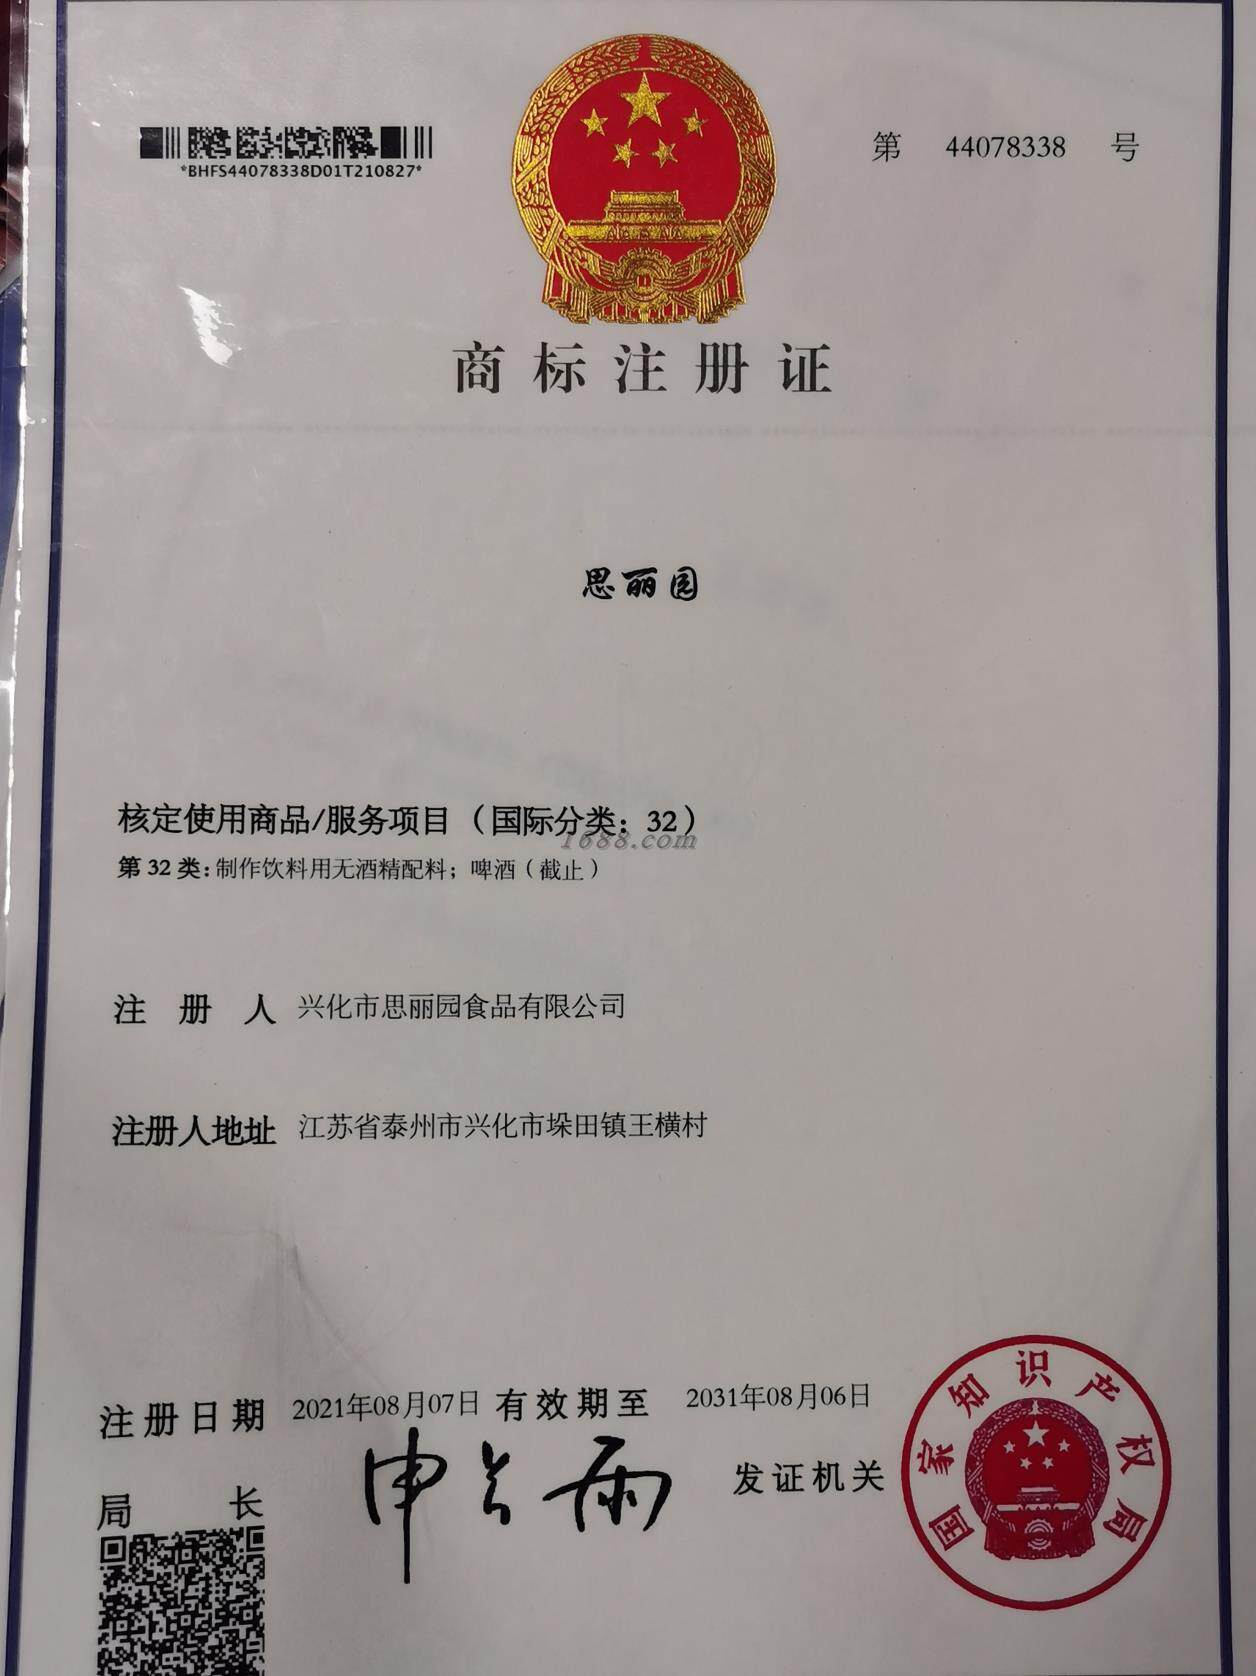 第 44078338 号
*BHFS44078338D01T210827*
商标注册证
思丽园
核定使用商品/服务项目（国际分类：32）
1688.com
第 32 类：制作饮料用无酒精配料；啤酒（截止）
注册人 兴化市思丽园食品有限公司
注册人地址 江苏省泰州市兴化市垛田镇王横村
注册日期 2021年08月07日 有效期至 2031年08月06日
局长 申长雨 发证机关
国家知识产权局